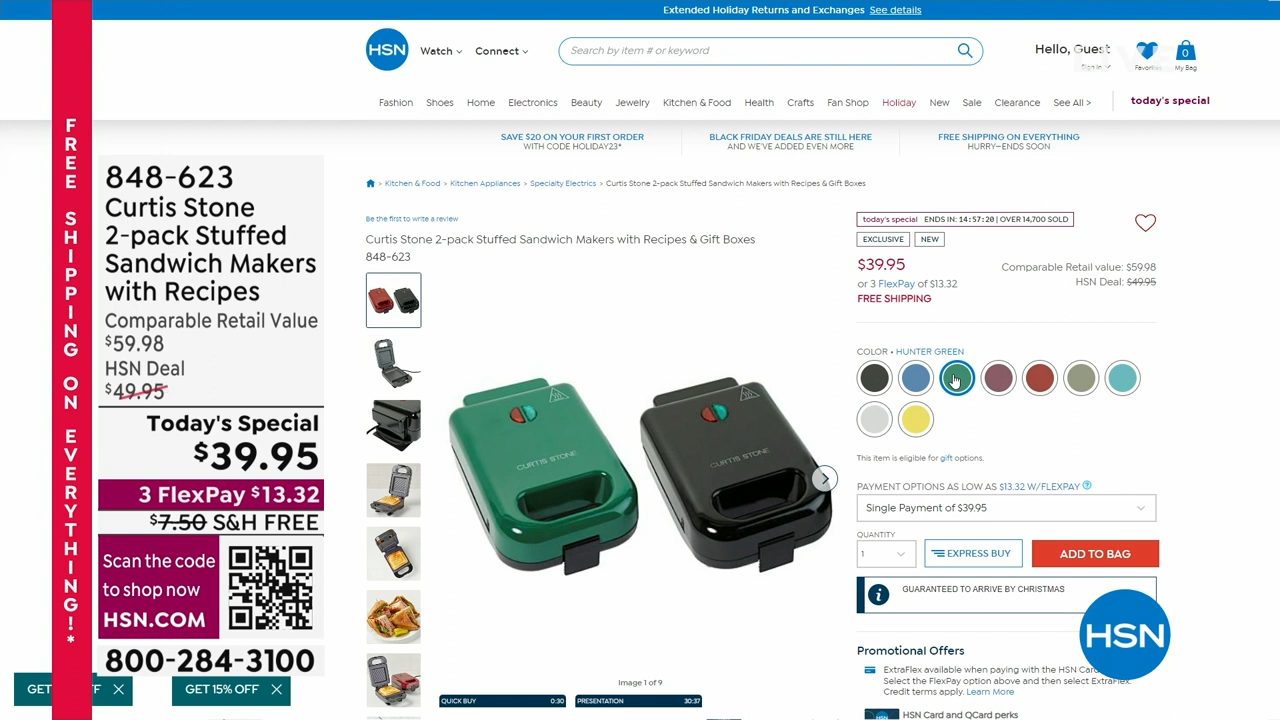 Extended Holiday Returns and Exchanges See details
HSN
Watch
Connect
Search by item # or keyword
Hello, Guest
Sign In
Favorites
0
My Bag
Fashion Shoes Home Electronics Beauty Jewelry Kitchen & Food Health Crafts Fan Shop Holiday New Sale Clearance See All >
today's special
SAVE $20 ON YOUR FIRST ORDER
WITH CODE HOLIDAY23*
BLACK FRIDAY DEALS ARE STILL HERE
AND WE'VE ADDED EVEN MORE
FREE SHIPPING ON EVERYTHING
HURRY—ENDS SOON
FREE SHIPPING ON EVERYTHING!*
848-623
Curtis Stone
2-pack Stuffed
Sandwich Makers
with Recipes
Comparable Retail Value
$59.98
HSN Deal
$49.95
Today's Special
$39.95
3 FlexPay $13.32
$7.50 S&H FREE
Scan the code
to shop now
HSN.COM
800-284-3100
GET
FF
GET 15% OFF
Kitchen & Food > Kitchen Appliances > Specialty Electrics > Curtis Stone 2-pack Stuffed Sandwich Makers with Recipes & Gift Boxes
Be the first to write a review
Curtis Stone 2-pack Stuffed Sandwich Makers with Recipes & Gift Boxes
848-623
CURTIS STONE
CURTIS STONE
Image 1 of 9
QUICK BUY 0:30
PRESENTATION 30:37
today's special ENDS IN: 14:57:20 | OVER 14,700 SOLD
EXCLUSIVE
NEW
$39.95
or 3 FlexPay of $13.32
FREE SHIPPING
Comparable Retail value: $59.98
HSN Deal: $49.95
COLOR • HUNTER GREEN
This item is eligible for gift options.
PAYMENT OPTIONS AS LOW AS $13.32 W/FLEXPAY
Single Payment of $39.95
QUANTITY
1
EXPRESS BUY
ADD TO BAG
GUARANTEED TO ARRIVE BY CHRISTMAS
HSN
Promotional Offers
ExtraFlex available when paying with the HSN Car
Select the FlexPay option above and then select ExtraFlex.
Credit terms apply. Learn More
HSN Card and QCard perks